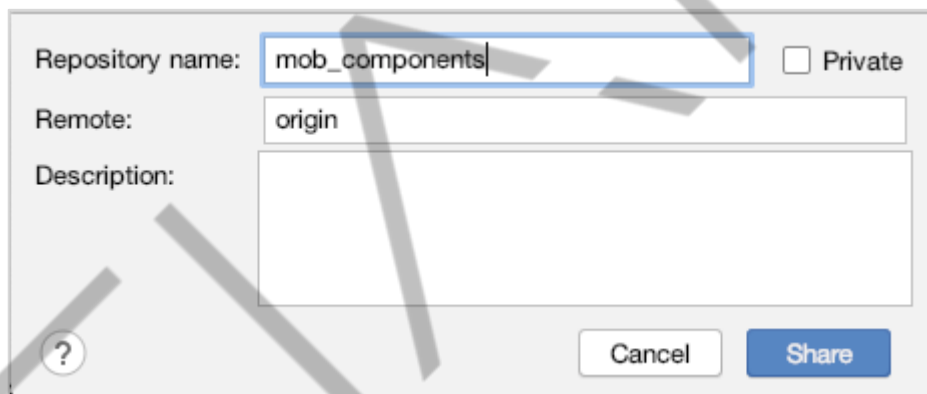 Repository name: mob_components Private
Remote: origin
Description:
? Cancel Share